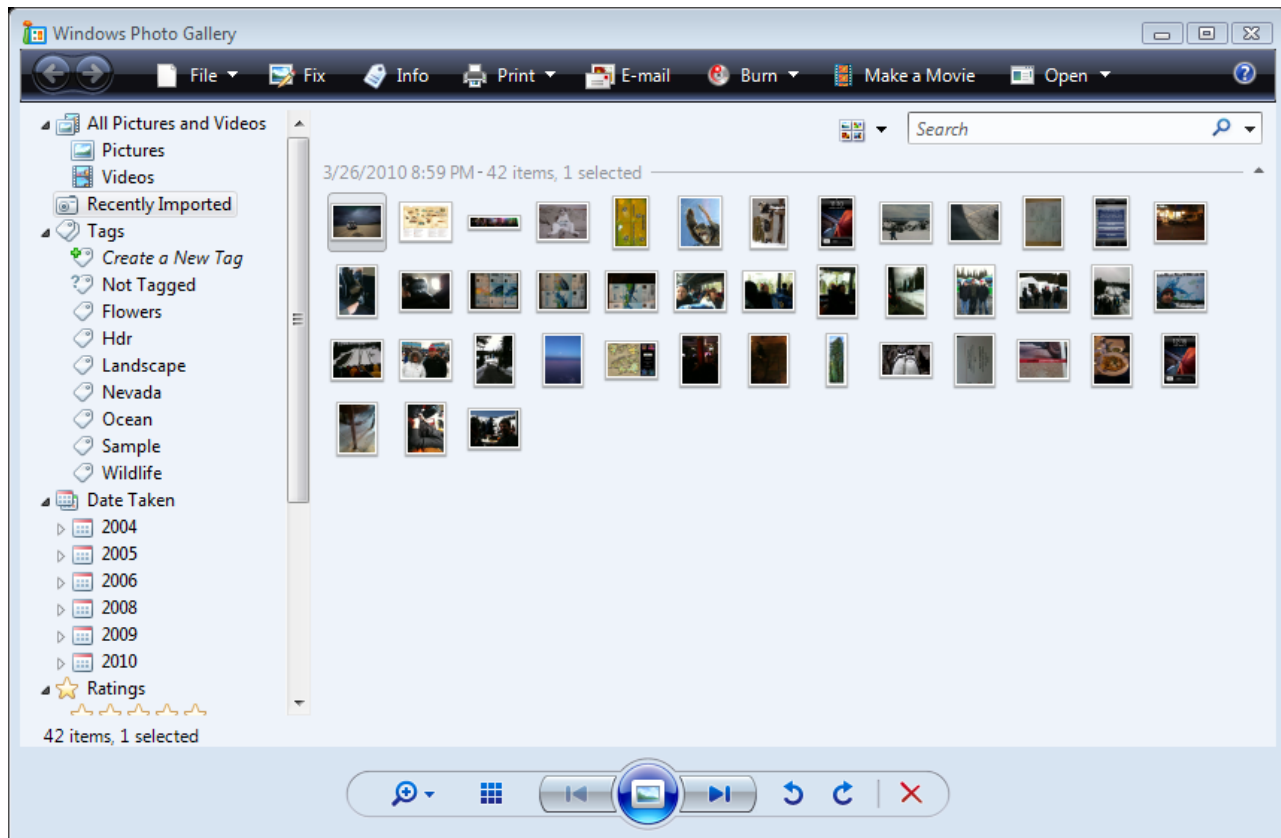 Windows Photo Gallery
File Fix Info Print E-mail Burn Make a Movie Open
All Pictures and Videos
Pictures
Videos
Recently Imported
Tags
Create a New Tag
Not Tagged
Flowers
Hdr
Landscape
Nevada
Ocean
Sample
Wildlife
Date Taken
2004
2005
2006
2008
2009
2010
Ratings
42 items, 1 selected
Search
3/26/2010 8:59 PM - 42 items, 1 selected